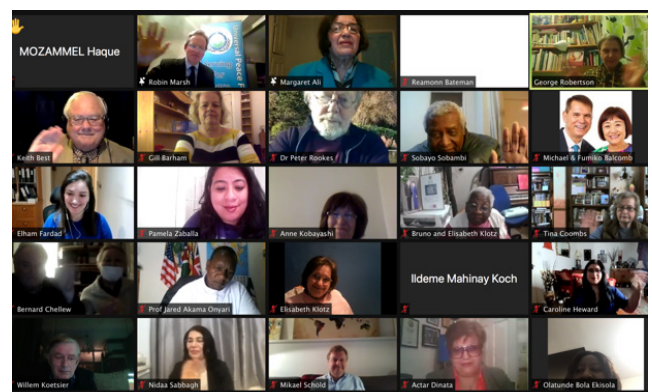 MOZAMMEL Haque
Robin Marsh
Margaret Ali
Reamonn Bateman
George Robertson
Keith Best
Gill Barham
Dr Peter Rookes
Sobayo Sobambi
Michael & Fumiko Balcomb
Elham Fardad
Pamela Zaballa
Anne Kobayashi
Bruno and Elisabeth Klotz
Tina Coombs
Bernard Chellew
Prof Jared Akama Onyari
Elisabeth Klotz
Ildeme Mahinay Koch
Caroline Heward
Willem Koetsier
Nidaa Sabbagh
Mikael Schöld
Actar Dinata
Olatundo Bola Ekisola